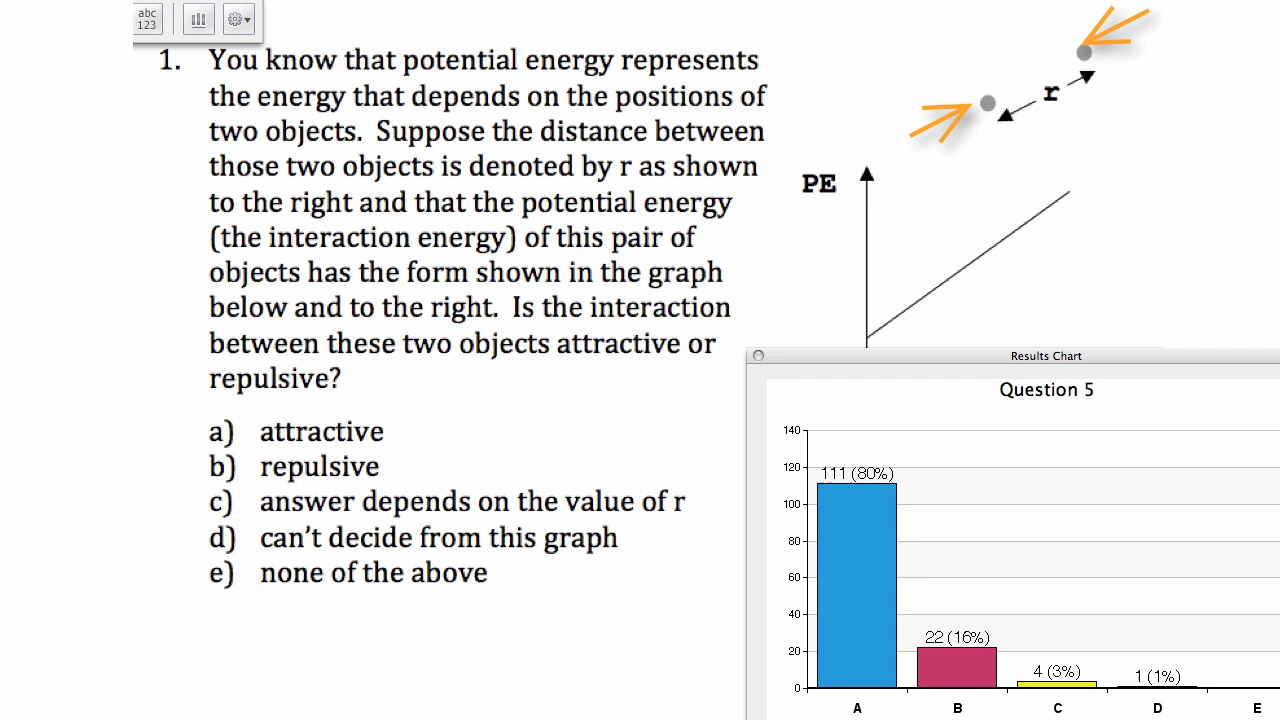 abc
123
1. You know that potential energy represents
the energy that depends on the positions of
two objects. Suppose the distance between
those two objects is denoted by r as shown
to the right and that the potential energy
(the interaction energy) of this pair of
objects has the form shown in the graph
below and to the right. Is the interaction
between these two objects attractive or
repulsive?
a) attractive
b) repulsive
c) answer depends on the value of r
d) can't decide from this graph
e) none of the above
r
PE
Results Chart
Question 5
140
120
100
80
60
40
20
0
111 (80%)
22 (16%)
4 (3%)
1 (1%)
A B C D E